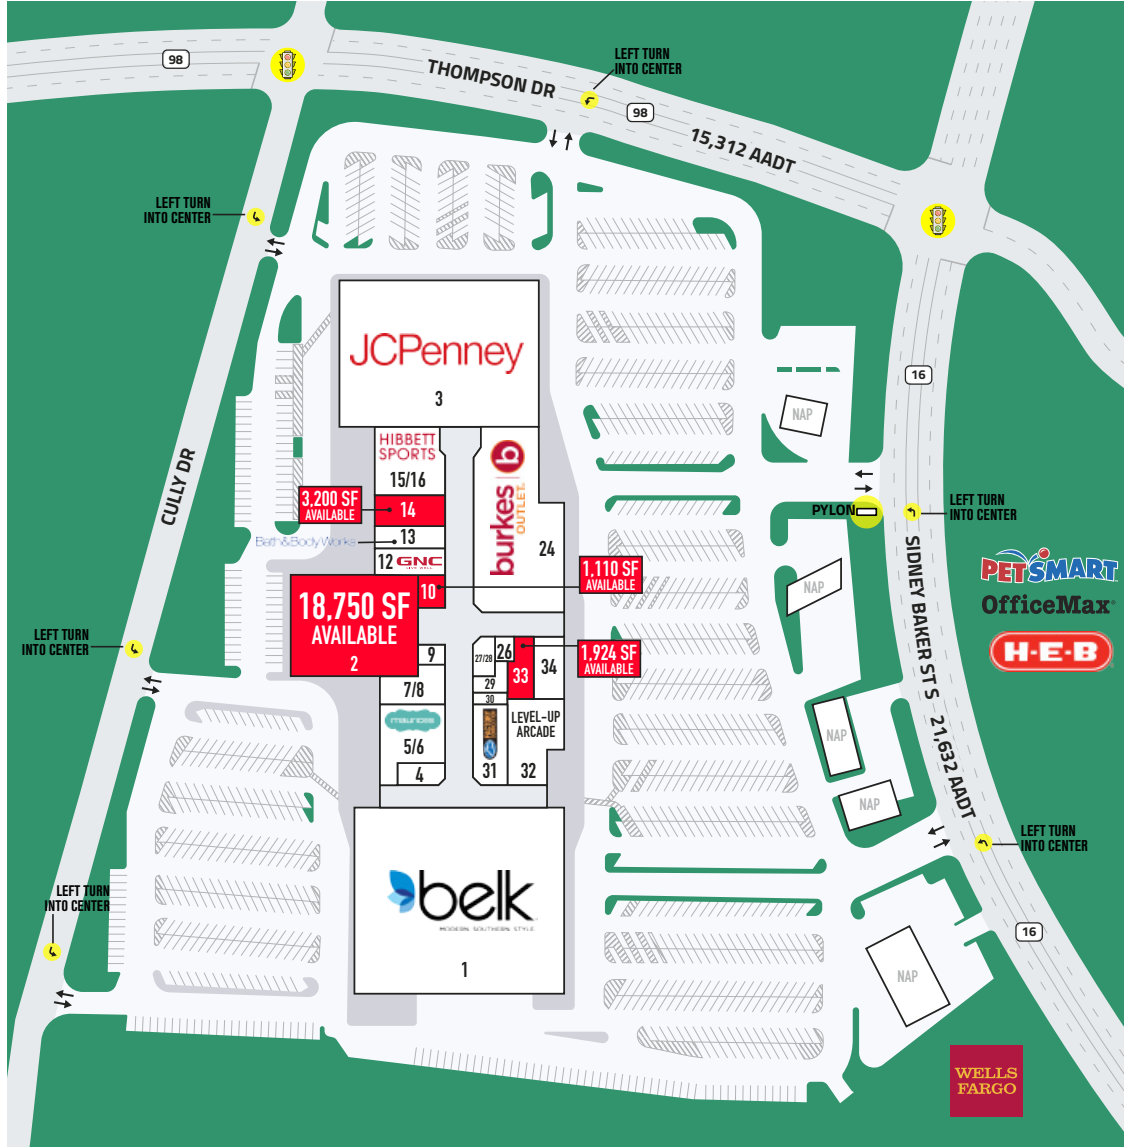 98
THOMPSON DR
LEFT TURN
INTO CENTER
98
15,312 AADT
LEFT TURN
INTO CENTER
JCPenney
3
16
NAP
HIBBETT
SPORTS
15/16
burkes
OUTLET
b
CULLY DR
3,200 SF
AVAILABLE
14
PYLON
LEFT TURN
INTO CENTER
Bath&BodyWorks
13
24
12 GNC
LIVE WELL
10
1,110 SF
AVAILABLE
NAP
SIDNEY BAKER ST S
PETSMART
OfficeMax
H-E-B
18,750 SF
AVAILABLE
2
LEFT TURN
INTO CENTER
9
27/28
26
33
34
1,924 SF
AVAILABLE
7/8
29
30
maurices
5/6
4
31
LEVEL-UP
ARCADE
32
NAP
21,632 AADT
NAP
LEFT TURN
INTO CENTER
belk
MODERN. SOUTHERN. STYLE.
1
LEFT TURN
INTO CENTER
16
NAP
WELLS
FARGO